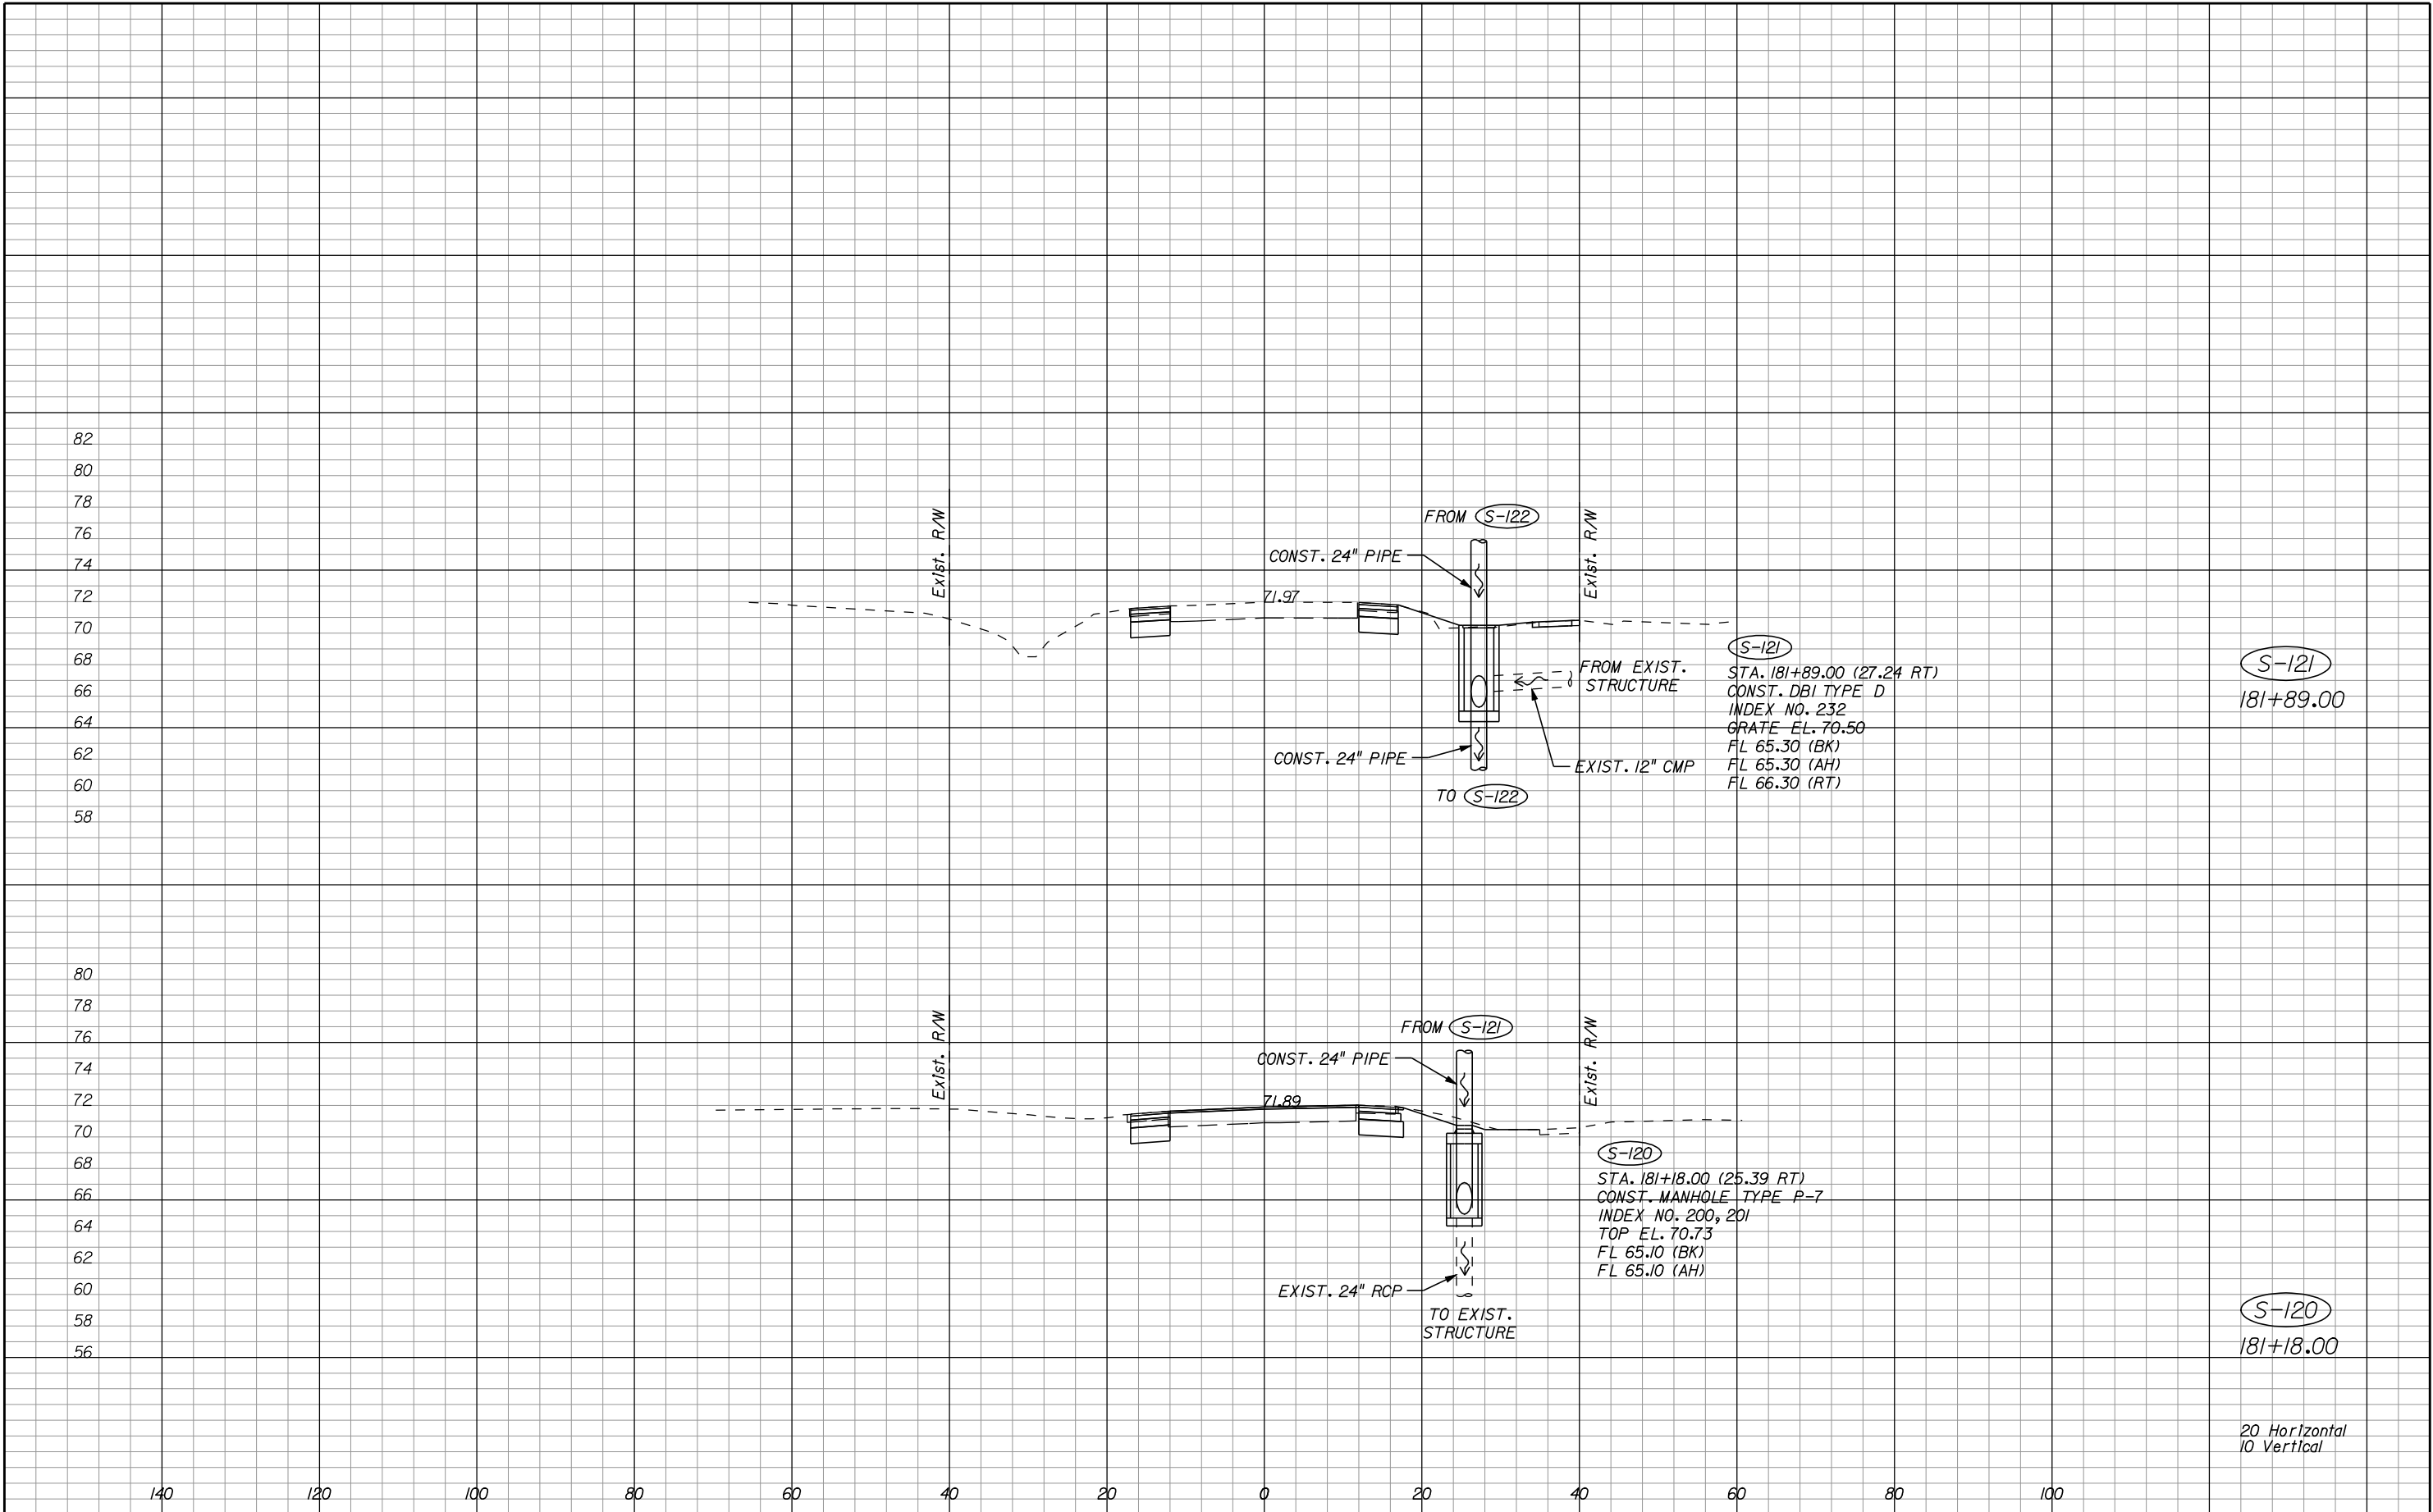 82
80
78
76
74
72
70
68
66
64
62
60
58
Exist. R/W
FROM S-122
CONST. 24" PIPE
71.97
Exist. R/W
FROM EXIST.
STRUCTURE
CONST. 24" PIPE
EXIST. 12" CMP
TO S-122
S-121
STA. 181+89.00 (27.24 RT)
CONST. DBI TYPE D
INDEX NO. 232
GRATE EL. 70.50
FL 65.30 (BK)
FL 65.30 (AH)
FL 66.30 (RT)
S-121
181+89.00
80
78
76
74
72
70
68
66
64
62
60
58
56
Exist. R/W
FROM S-121
CONST. 24" PIPE
71.89
Exist. R/W
EXIST. 24" RCP
TO EXIST.
STRUCTURE
S-120
STA. 181+18.00 (25.39 RT)
CONST. MANHOLE TYPE P-7
INDEX NO. 200, 201
TOP EL. 70.73
FL 65.10 (BK)
FL 65.10 (AH)
S-120
181+18.00
20 Horizontal
10 Vertical
140 120 100 80 60 40 20 0 20 40 60 80 100